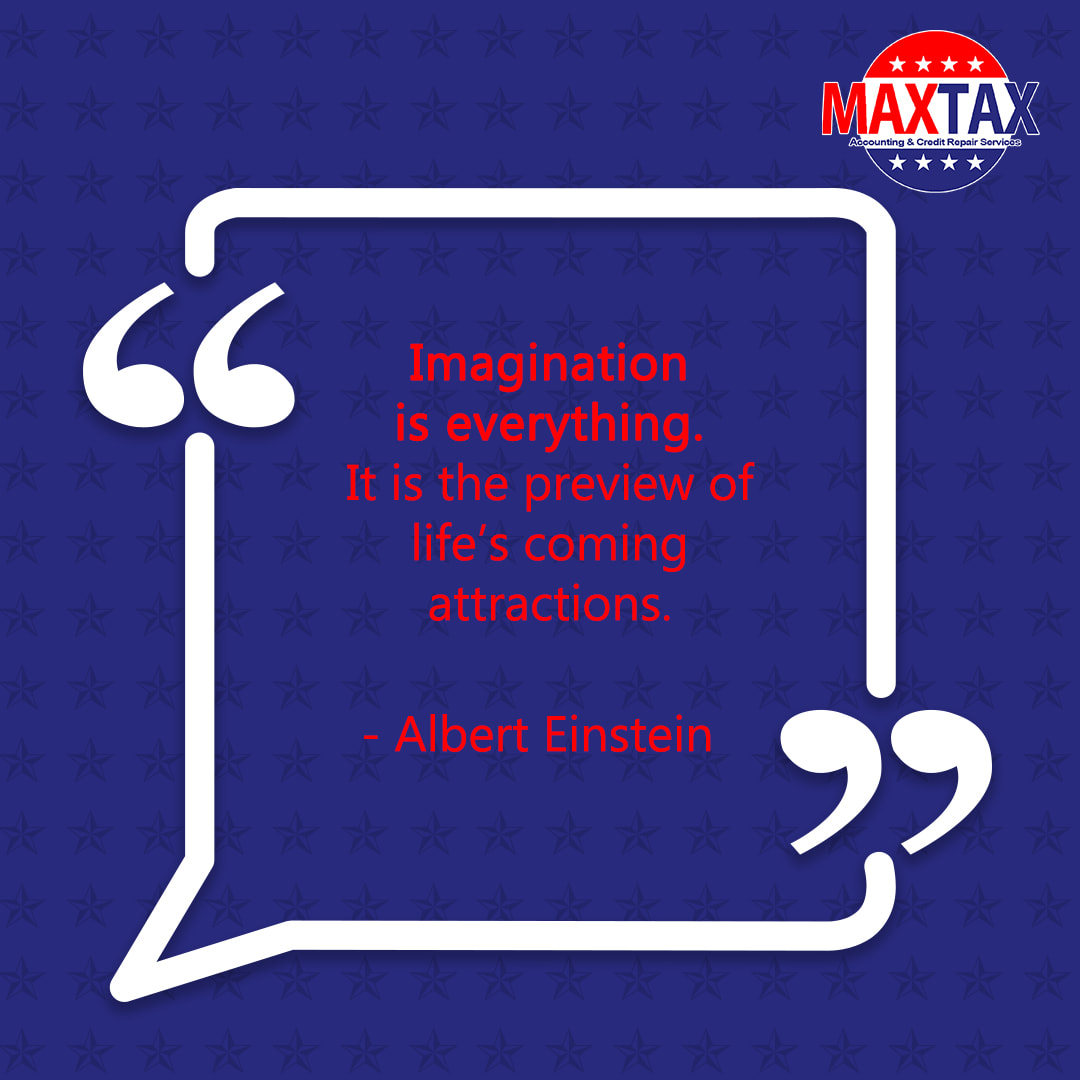 MAXTAX
Accounting & Credit Repair Services
Imagination
is everything.
It is the preview of
life’s coming
attractions.
- Albert Einstein